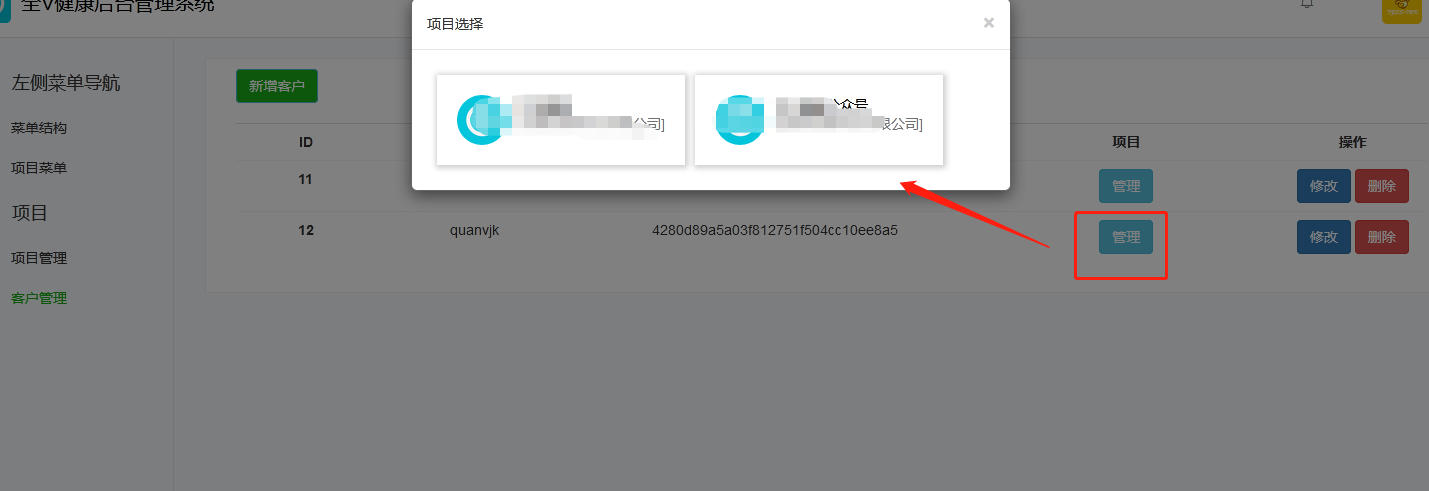 全V健康后台管理系统
项目选择
×
公司]
公众号
限公司]
左侧菜单导航
菜单结构
项目菜单
项目
项目管理
客户管理
新增客户
ID 项目 操作
11 管理 修改 删除
12 quanvjk 4280d89a5a03f812751f504cc10ee8a5 管理 修改 删除